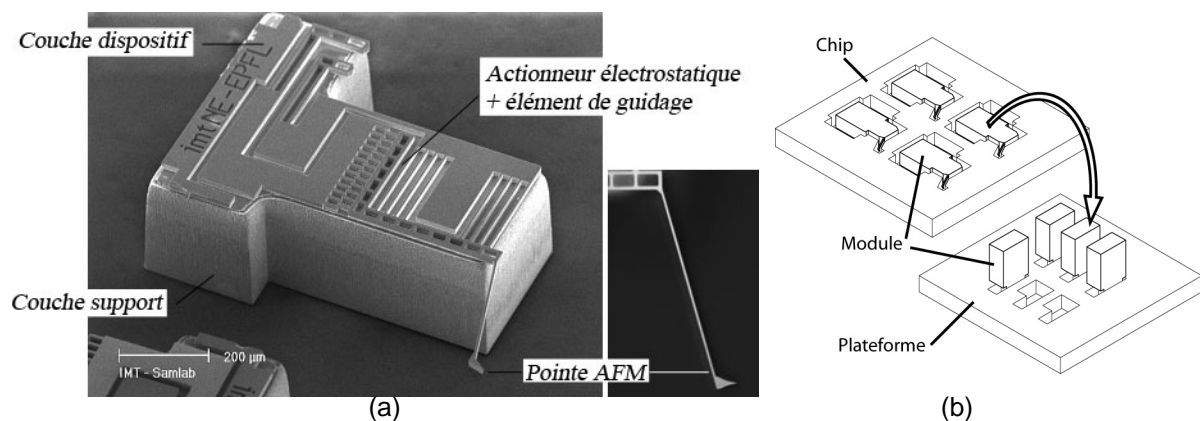 Couche dispositif
imtNE-EPFL
Actionneur électrostatique
+ élément de guidage
Couche support
200 µm
IMT - Samlab
Pointe AFM
(a)
Chip
Module
Plateforme
(b)